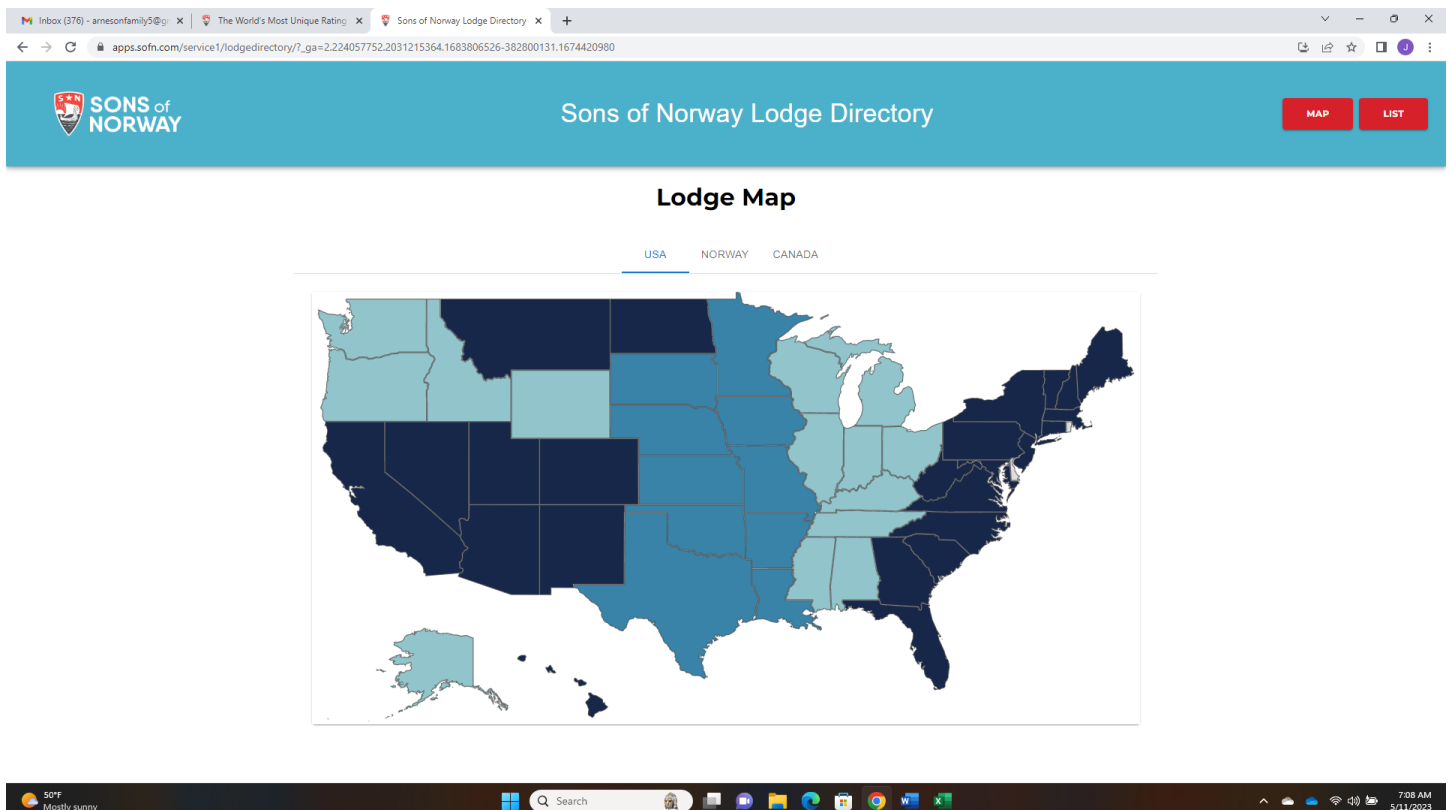 Inbox (376) - arnesonfamily5@g
The World's Most Unique Rating
Sons of Norway Lodge Directory
apps.sofn.com/service1/lodgedirectory/?_ga=2.224057752.2031215364.1683806526-382800131.1674420980
J
S N
SONS of
NORWAY
Sons of Norway Lodge Directory
MAP
LIST
Lodge Map
USA
NORWAY
CANADA
50°F
Mostly sunny
Search
7:08 AM
5/11/2023